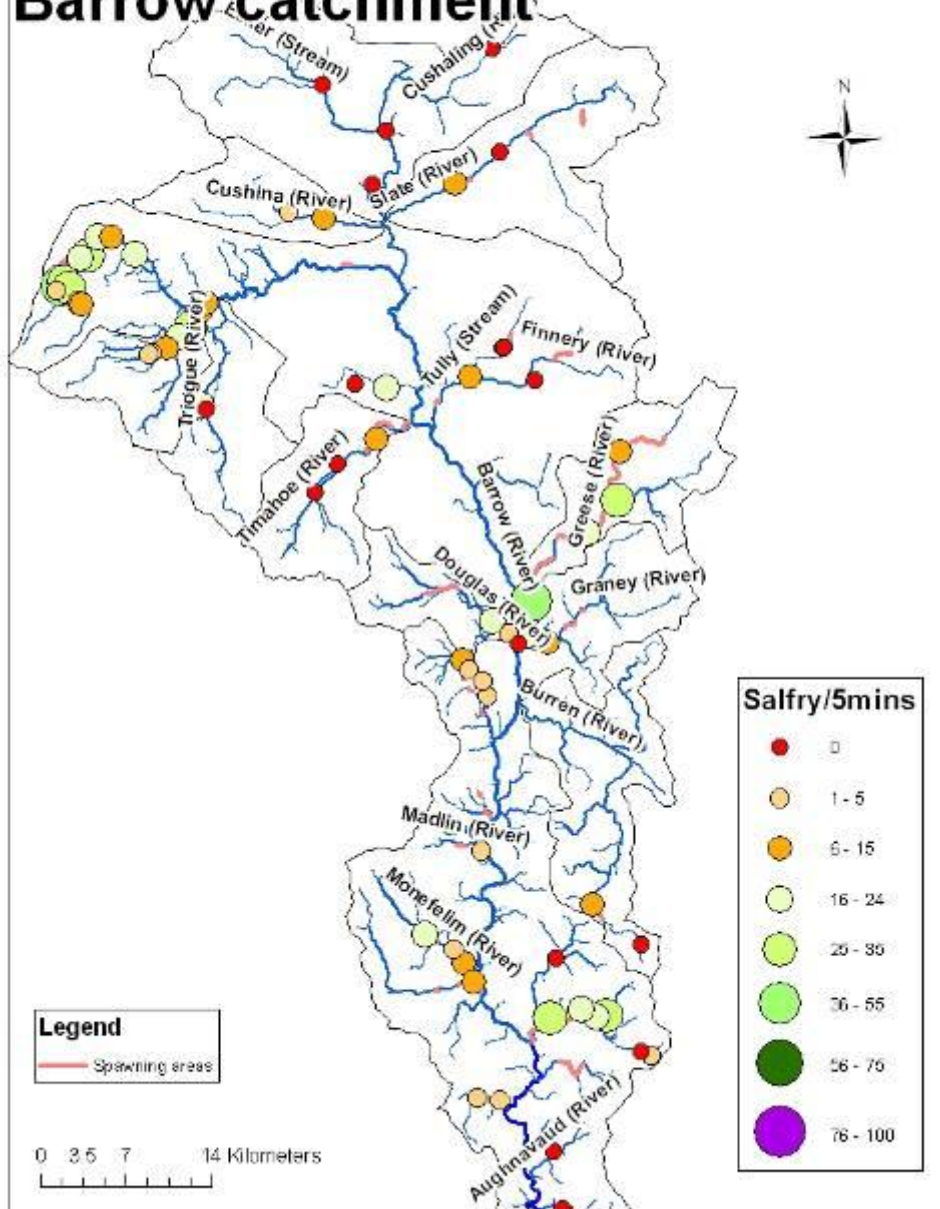 Barrow catchment
(Stream)
Cushaling
N
Slate (River)
Cushina (River)
Tully (Stream)
Finnery (River)
Triogue (River)
Timahoe (River)
Barrow (River)
Greese (River)
Douglas (River)
Graney (River)
Burren (River)
Madlin (River)
Monefelim (River)
Aughnavaud (River)
Salfry/5mins
0
1 - 5
6 - 15
16 - 24
25 - 35
36 - 55
56 - 75
76 - 100
Legend
Spawning areas
0 3.5 7 14 Kilometers